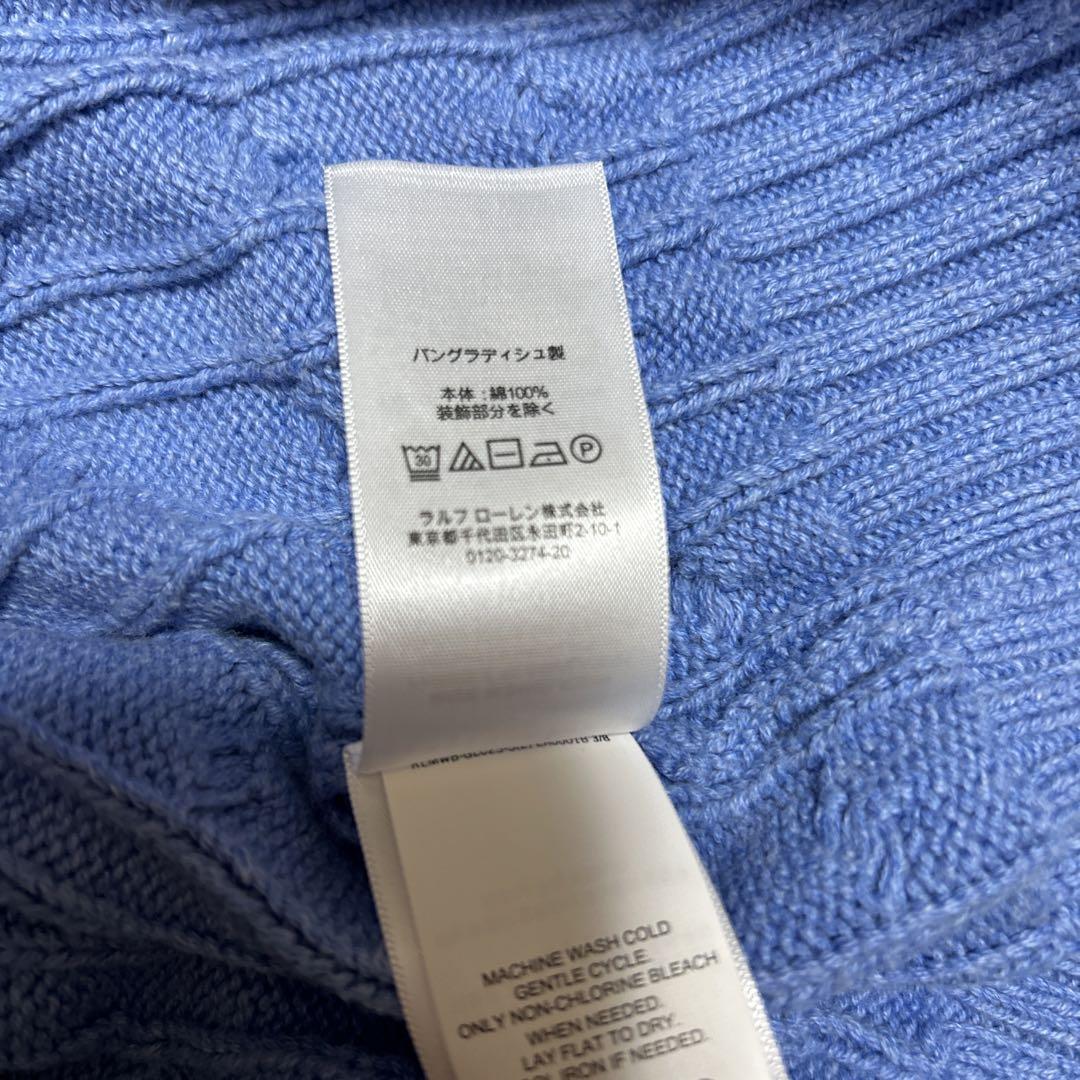 バングラディシュ製
本体:綿100%
装飾部分を除く
30 P
ラルフ ローレン株式会社
東京都千代田区永田町2-10-1
0120-3274-20
3/8
MACHINE WASH COLD
GENTLE CYCLE.
ONLY NON-CHLORINE BLEACH
WHEN NEEDED.
LAY FLAT TO DRY.
IRON IF NEEDED.